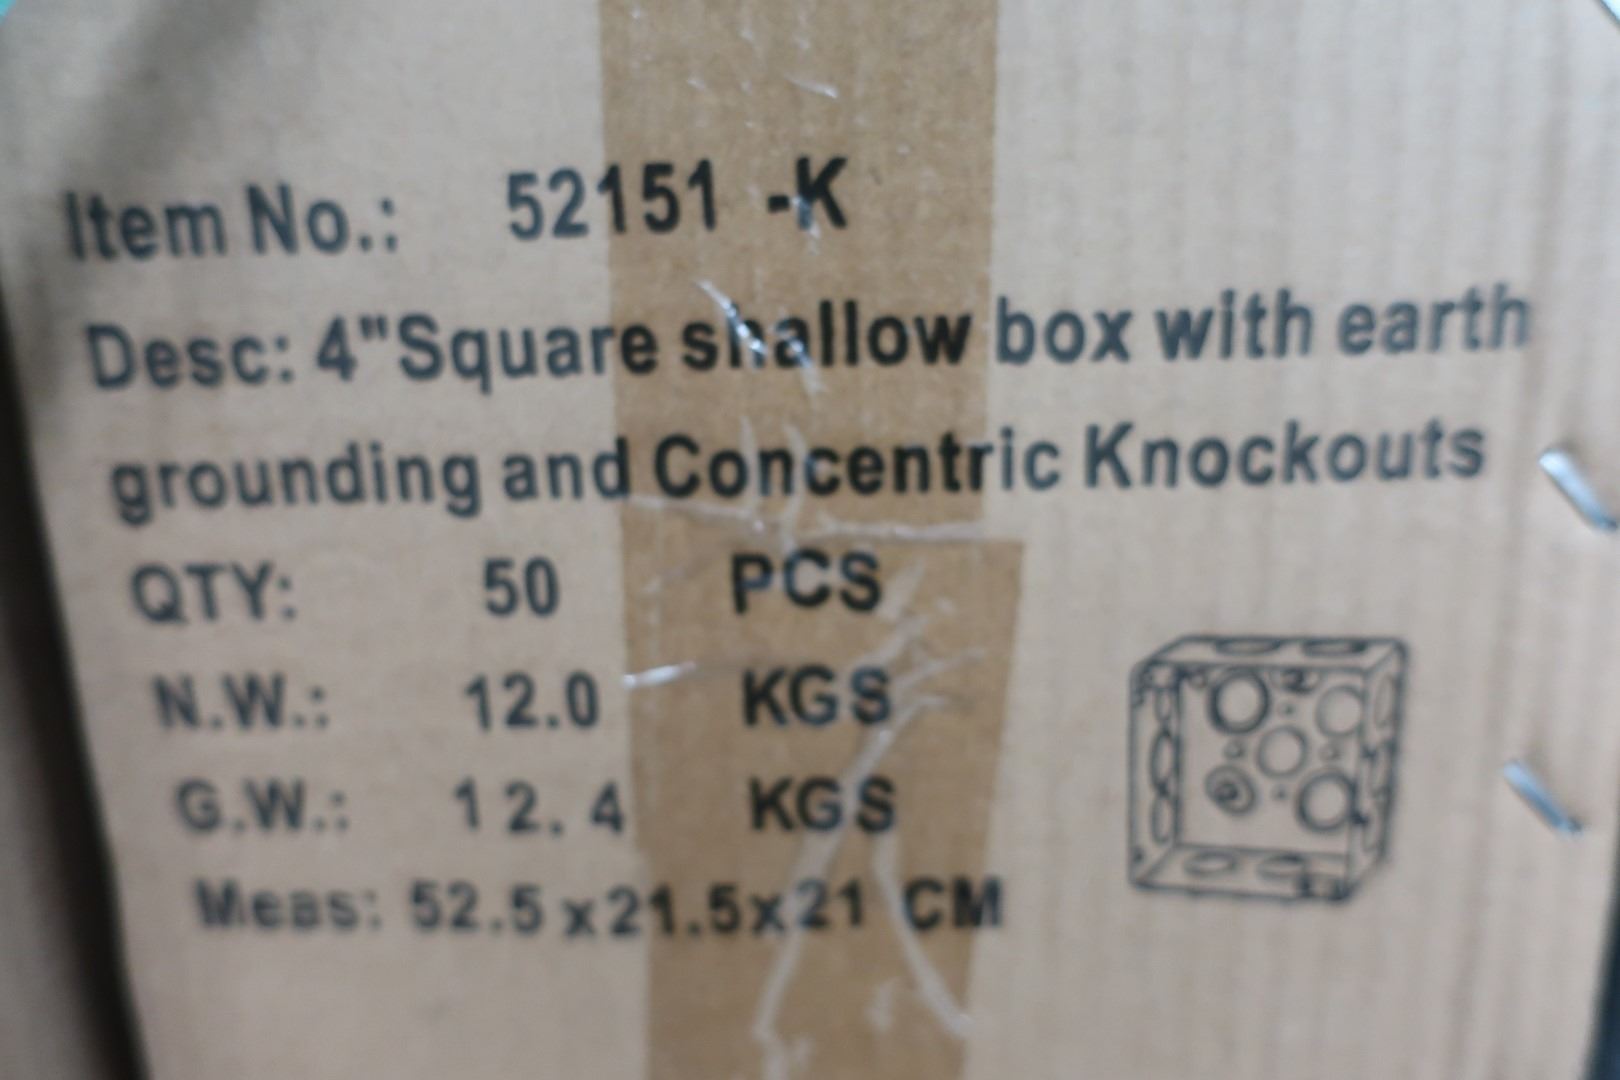 Item No.: 52151 -K
Desc: 4"Square shallow box with earth
grounding and Concentric Knockouts
QTY: 50 PCS
N.W.: 12.0 KGS
G.W.: 12.4 KGS
Meas: 52.5x21.5x21 CM